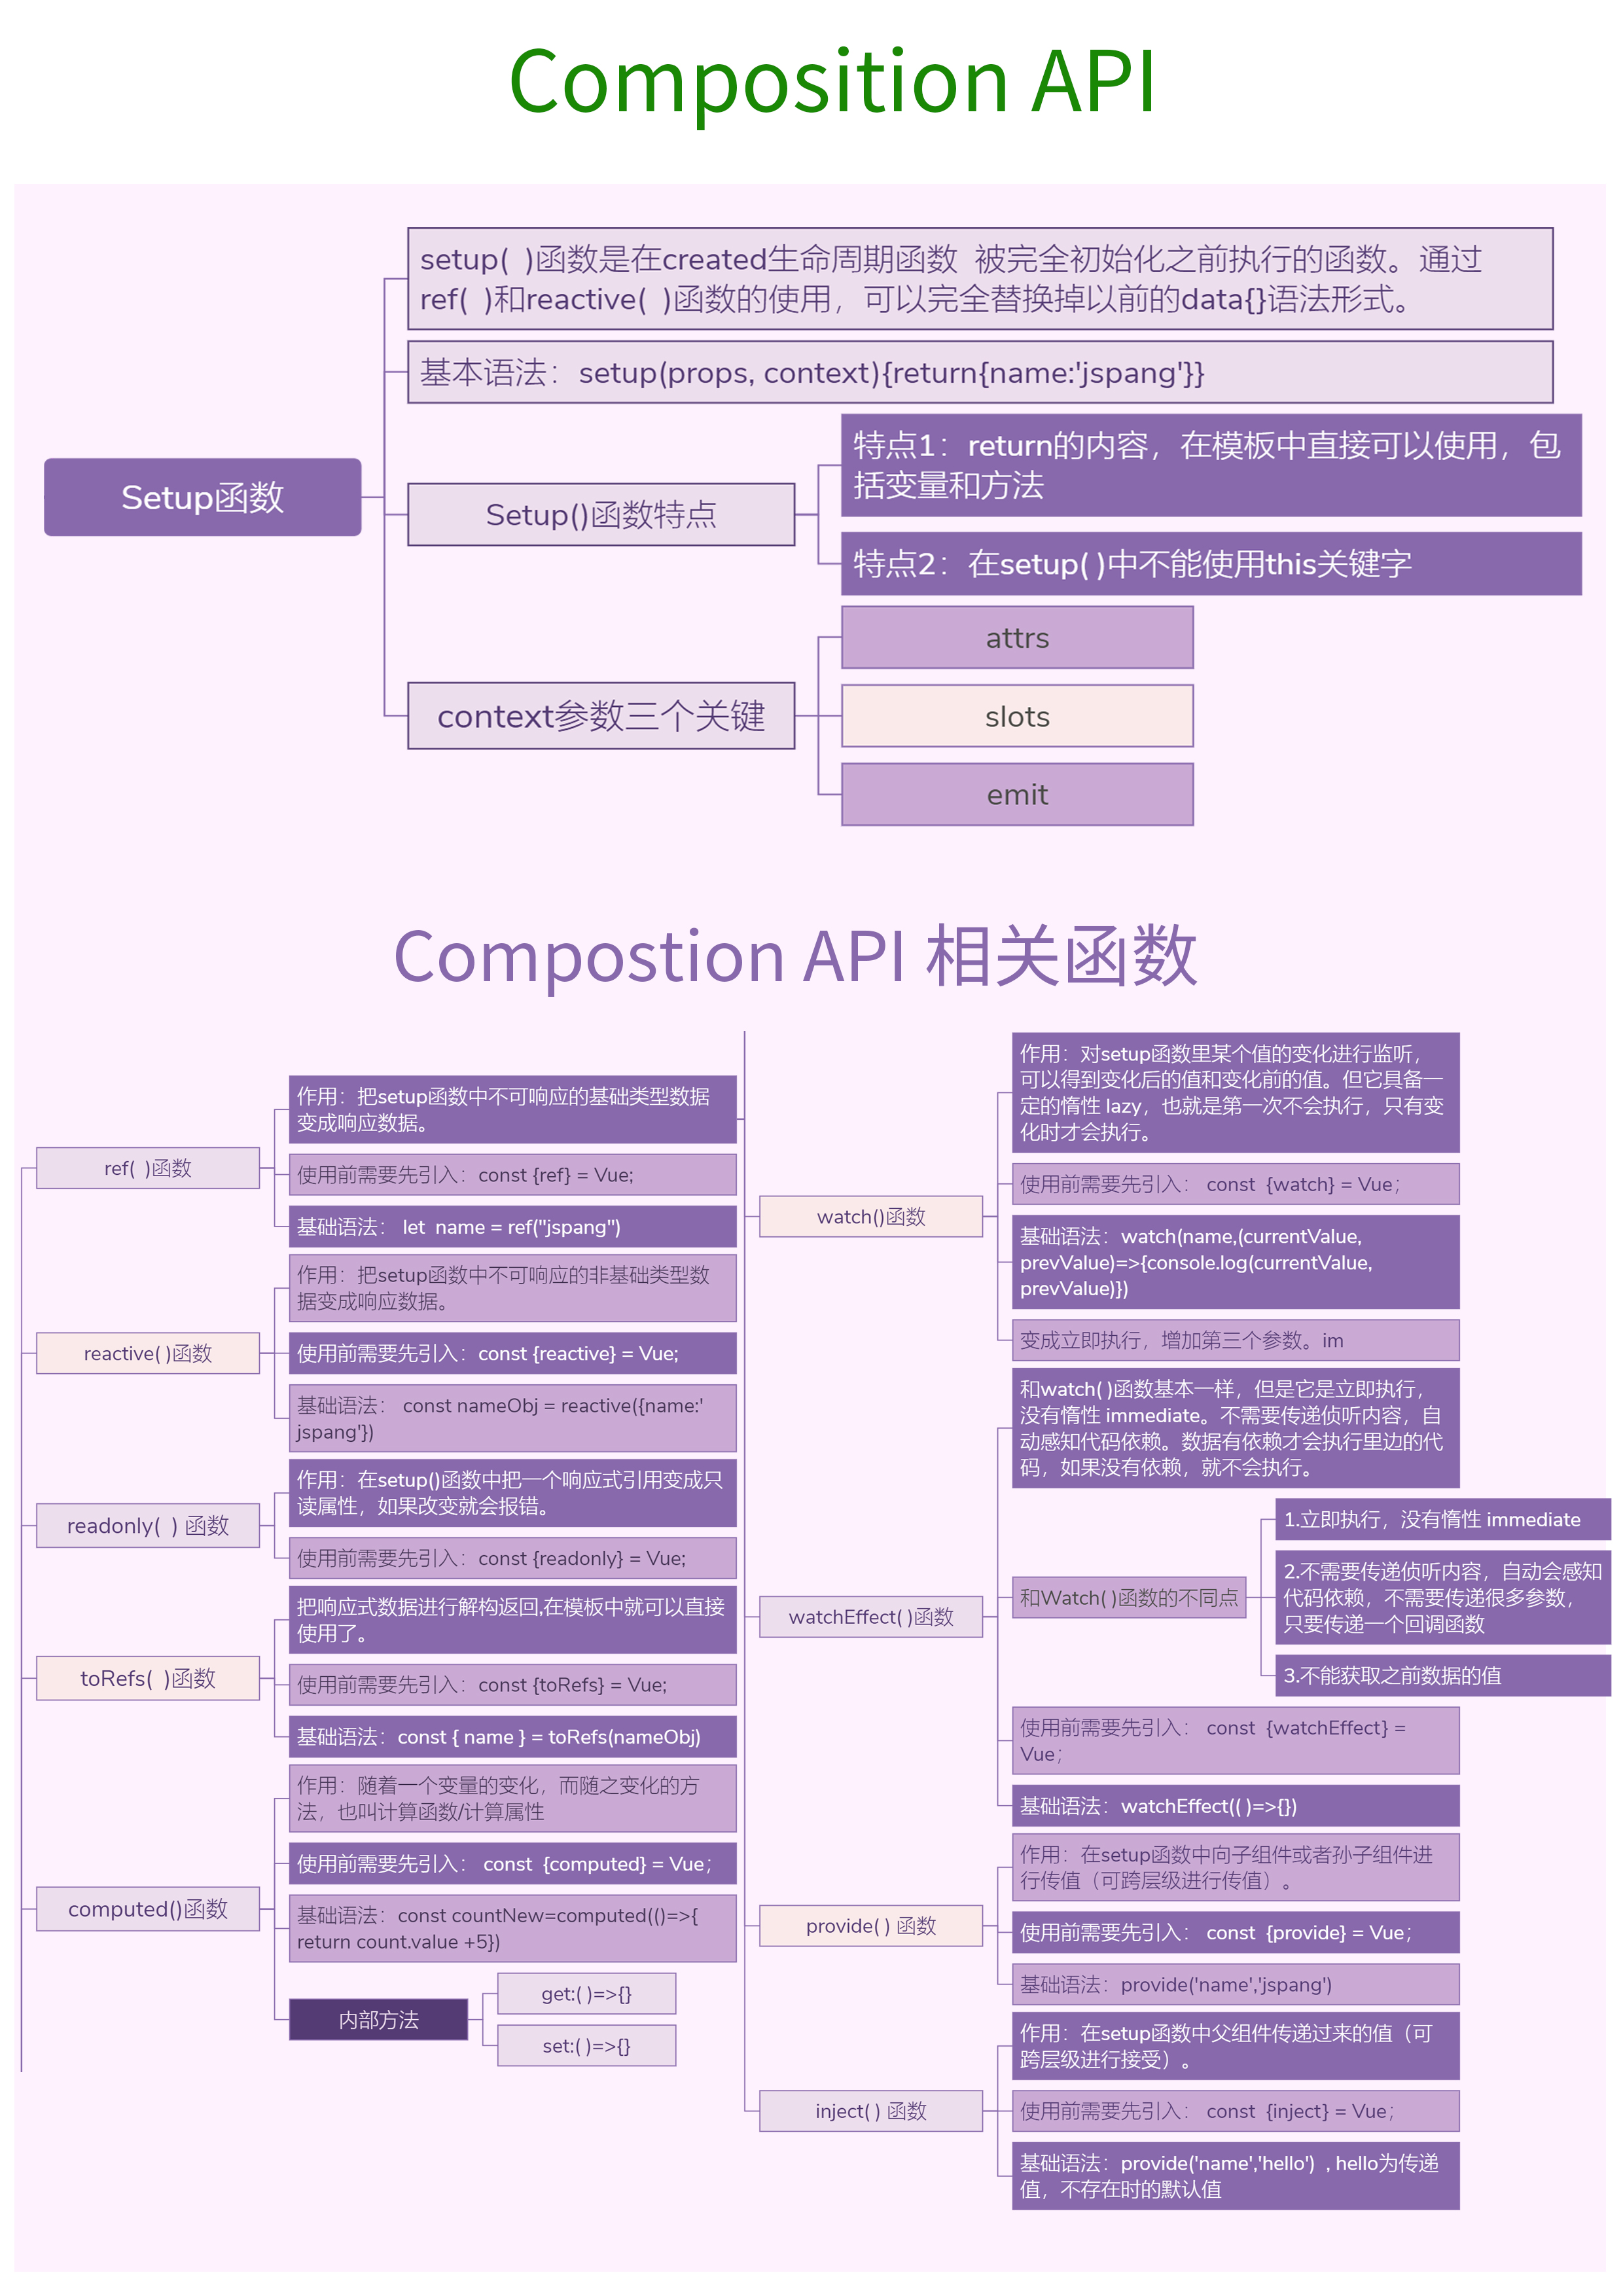 Composition API
setup(  )函数是在created生命周期函数  被完全初始化之前执行的函数。通过
ref(  )和reactive(  )函数的使用，可以完全替换掉以前的data{}语法形式。
基本语法：setup(props, context){return{name:'jspang'}}
Setup函数
Setup()函数特点
特点1：return的内容，在模板中直接可以使用，包
括变量和方法
特点2：在setup( )中不能使用this关键字
context参数三个关键
attrs
slots
emit
Compostion API 相关函数
ref(  )函数
作用：把setup函数中不可响应的基础类型数据
变成响应数据。
使用前需要先引入：const {ref} = Vue;
基础语法： let  name = ref("jspang")
reactive( )函数
作用：把setup函数中不可响应的非基础类型数
据变成响应数据。
使用前需要先引入：const {reactive} = Vue;
基础语法： const nameObj = reactive({name:'
jspang'})
readonly(  ) 函数
作用：在setup()函数中把一个响应式引用变成只
读属性，如果改变就会报错。
使用前需要先引入：const {readonly} = Vue;
toRefs(  )函数
把响应式数据进行解构返回,在模板中就可以直接
使用了。
使用前需要先引入：const {toRefs} = Vue;
基础语法：const { name } = toRefs(nameObj)
computed()函数
作用：随着一个变量的变化，而随之变化的方
法，也叫计算函数/计算属性
使用前需要先引入： const  {computed} = Vue；
基础语法：const countNew=computed(()=>{
return count.value +5})
内部方法
get:( )=>{}
set:( )=>{}
watch()函数
作用：对setup函数里某个值的变化进行监听，
可以得到变化后的值和变化前的值。但它具备一
定的惰性 lazy，也就是第一次不会执行，只有变
化时才会执行。
使用前需要先引入： const  {watch} = Vue；
基础语法：watch(name,(currentValue,
prevValue)=>{console.log(currentValue,
prevValue)})
变成立即执行，增加第三个参数。im
watchEffect( )函数
和watch( )函数基本一样，但是它是立即执行，
没有惰性 immediate。不需要传递侦听内容，自
动感知代码依赖。数据有依赖才会执行里边的代
码，如果没有依赖，就不会执行。
和Watch( )函数的不同点
1.立即执行，没有惰性 immediate
2.不需要传递侦听内容，自动会感知
代码依赖，不需要传递很多参数，
只要传递一个回调函数
3.不能获取之前数据的值
使用前需要先引入： const  {watchEffect} =
Vue；
基础语法：watchEffect(( )=>{})
provide( ) 函数
作用：在setup函数中向子组件或者孙子组件进
行传值（可跨层级进行传值）。
使用前需要先引入： const  {provide} = Vue；
基础语法：provide('name','jspang')
inject( ) 函数
作用：在setup函数中父组件传递过来的值（可
跨层级进行接受）。
使用前需要先引入： const  {inject} = Vue；
基础语法：provide('name','hello')  , hello为传递
值，不存在时的默认值